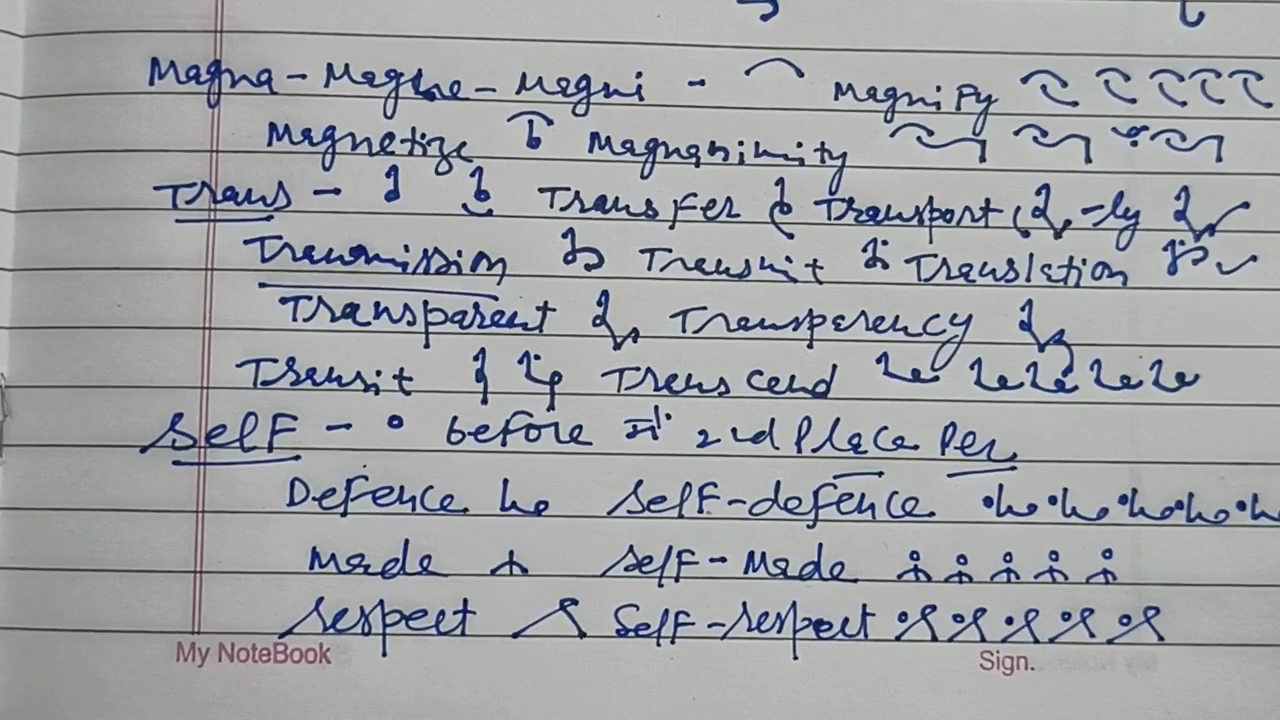 Magna - Magne - Magni - Magnify
Magnetize Magnanimity
Trans - Transfer Transport, -ly
Transmission Transmit Translation
Transparent Transparency
Transit Transcend
Self - before में 2nd Place per
Defence Self-defence
Made Self-Made
respect Self-respect
My NoteBook Sign.